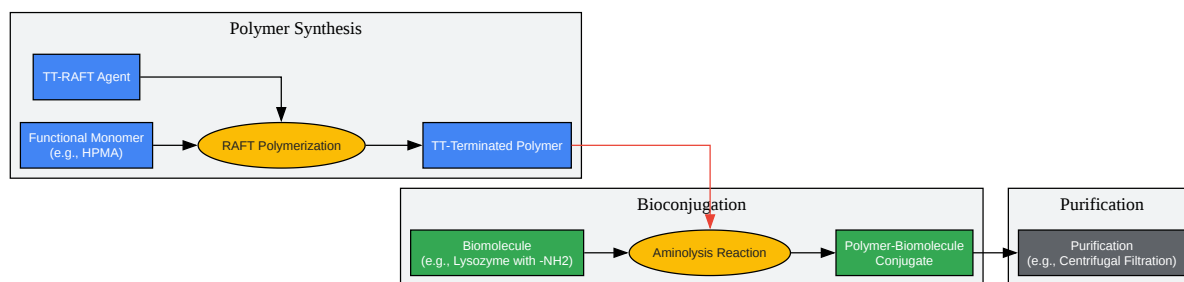 Polymer Synthesis
TT-RAFT Agent
Functional Monomer
(e.g., HPMA)
RAFT Polymerization
TT-Terminated Polymer
Bioconjugation
Biomolecule
(e.g., Lysozyme with -NH2)
Aminolysis Reaction
Polymer-Biomolecule
Conjugate
Purification
Purification
(e.g., Centrifugal Filtration)